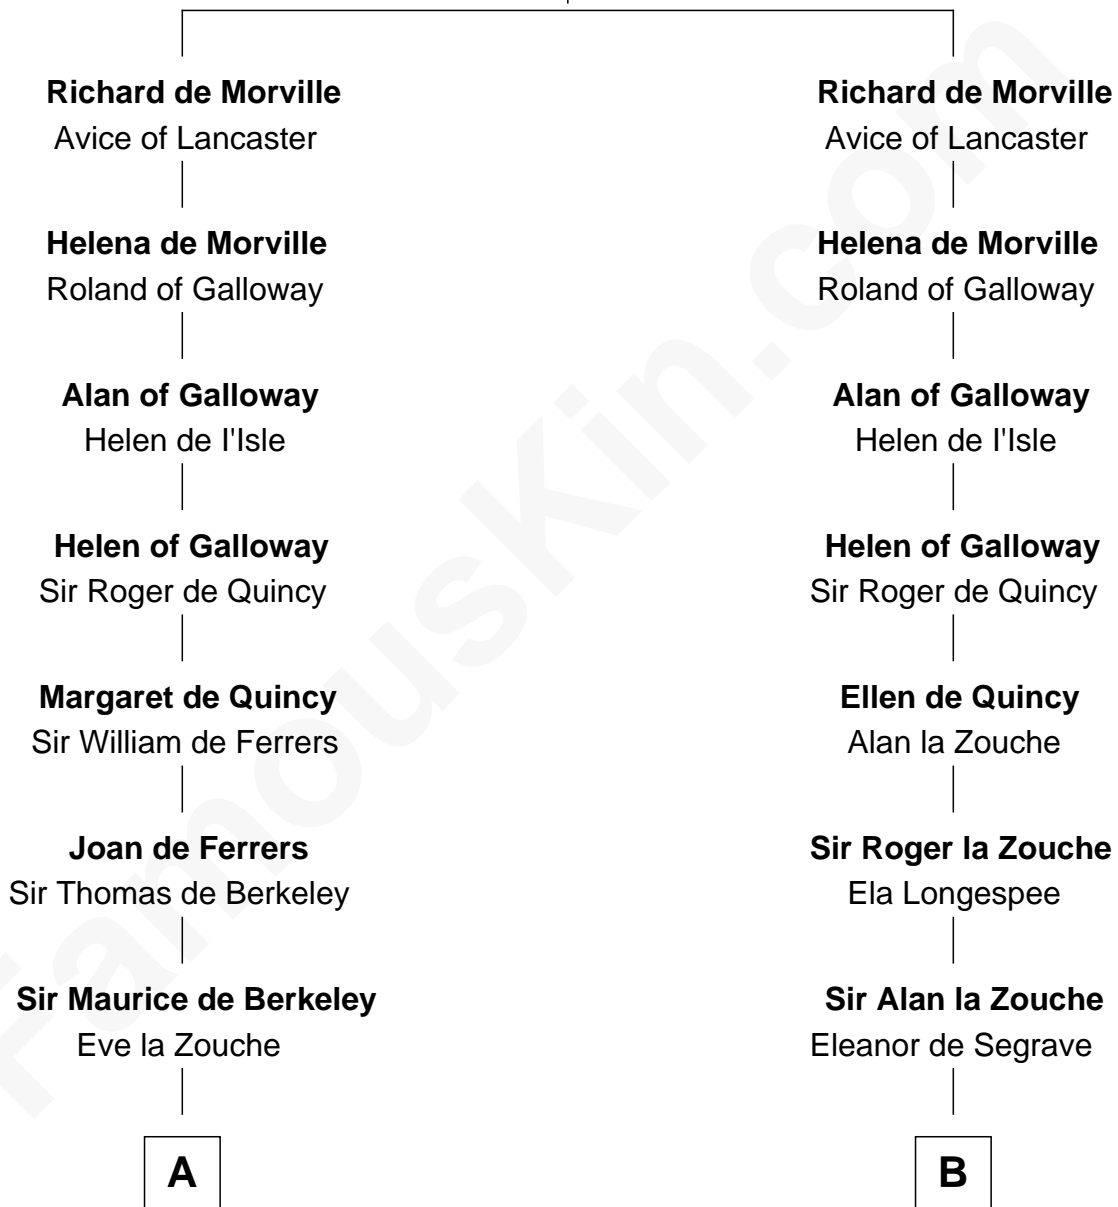 Richard de Morville
Avice of Lancaster
Helena de Morville
Roland of Galloway
Alan of Galloway
Helen de I'Isle
Helen of Galloway
Sir Roger de Quincy
Margaret de Quincy
Sir William de Ferrers
Joan de Ferrers
Sir Thomas de Berkeley
Sir Maurice de Berkeley
Eve la Zouche
A
Richard de Morville
Avice of Lancaster
Helena de Morville
Roland of Galloway
Alan of Galloway
Helen de I'Isle
Helen of Galloway
Sir Roger de Quincy
Ellen de Quincy
Alan la Zouche
Sir Roger la Zouche
Ela Longespee
Sir Alan la Zouche
Eleanor de Segrave
B
FamousKin.com